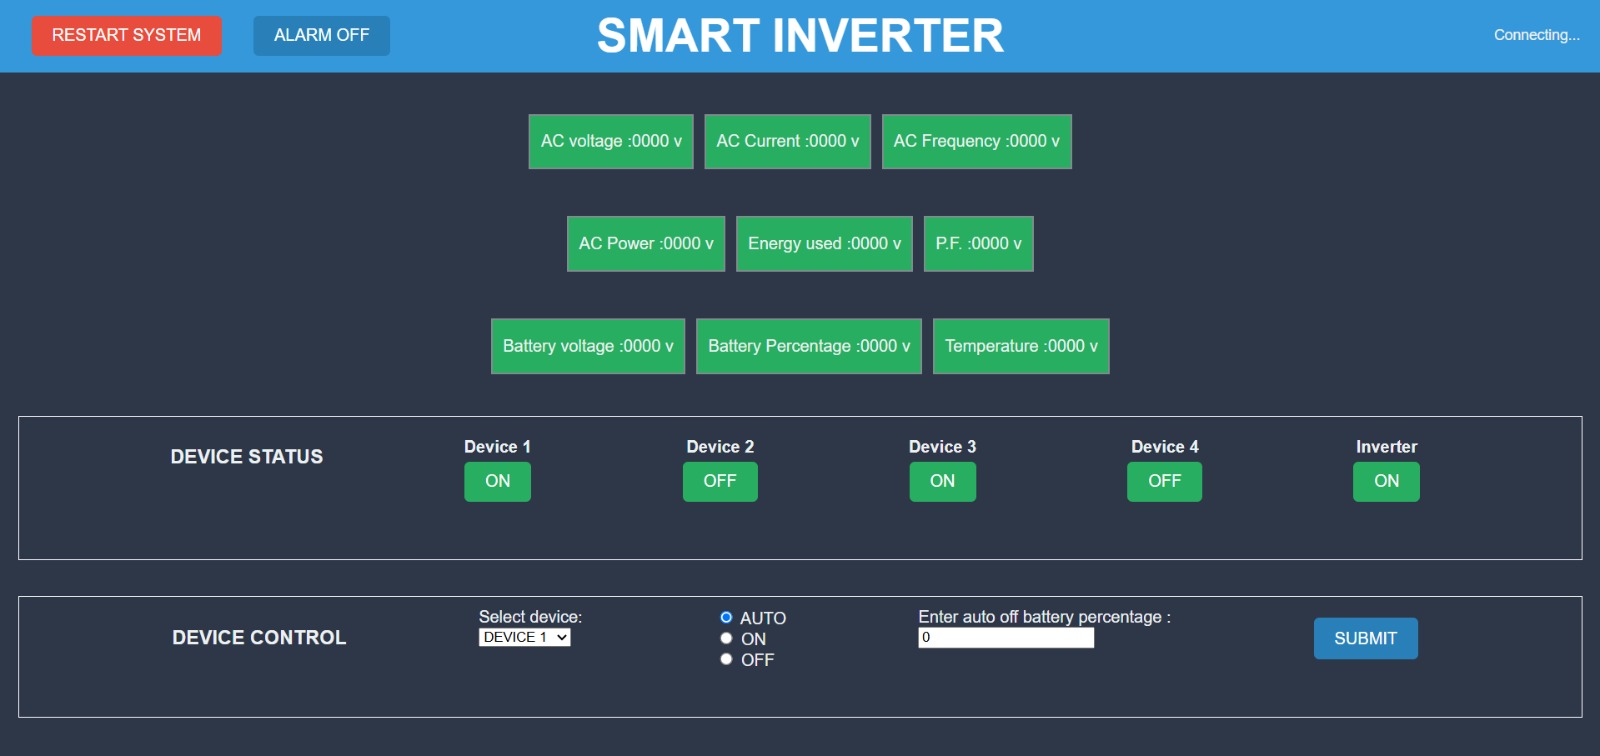 RESTART SYSTEM ALARM OFF SMART INVERTER Connecting...
AC voltage :0000 v AC Current :0000 v AC Frequency :0000 v
AC Power :0000 v Energy used :0000 v P.F. :0000 v
Battery voltage :0000 v Battery Percentage :0000 v Temperature :0000 v
DEVICE STATUS
Device 1 Device 2 Device 3 Device 4 Inverter
ON OFF ON OFF ON
DEVICE CONTROL
Select device:
DEVICE 1
AUTO
ON
OFF
Enter auto off battery percentage :
0
SUBMIT